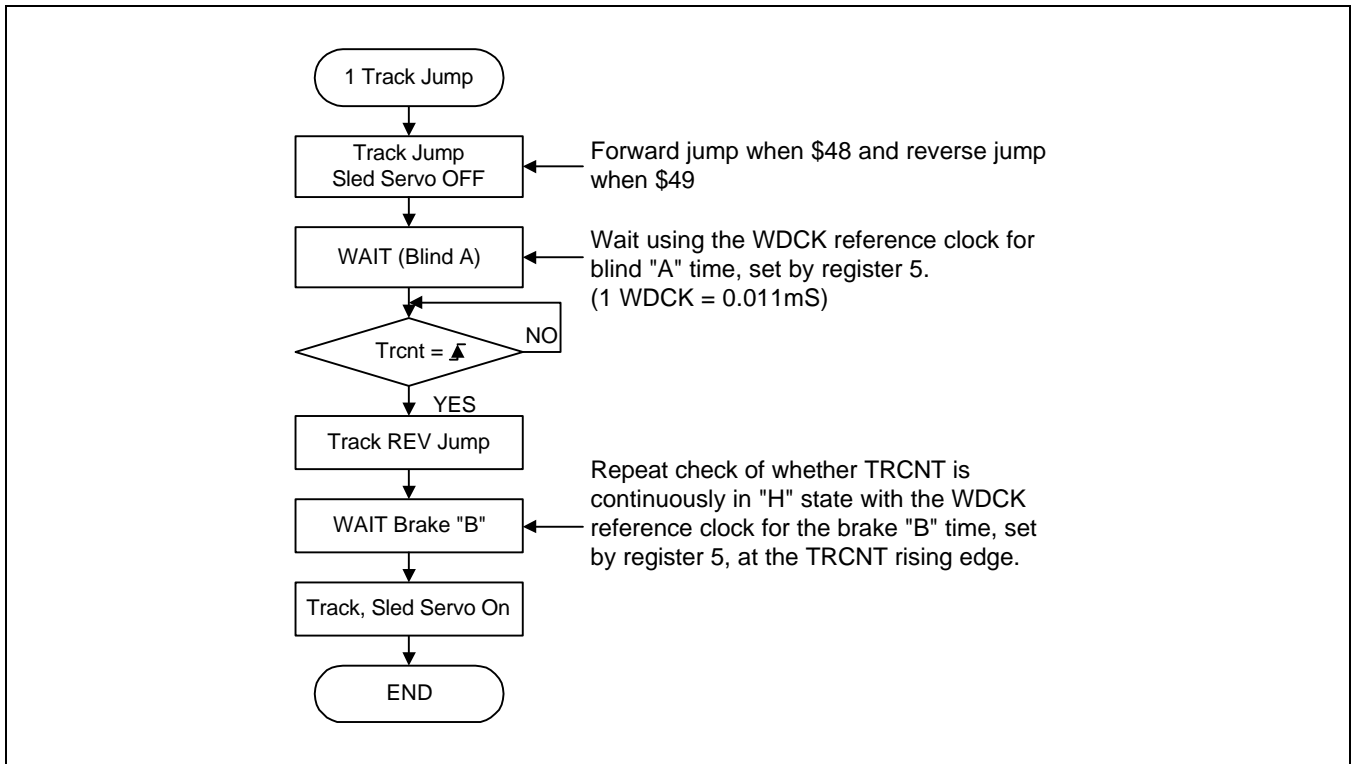 1 Track Jump
Track Jump
Sled Servo OFF
Forward jump when $48 and reverse jump
when $49
WAIT (Blind A)
Wait using the WDCK reference clock for
blind "A" time, set by register 5.
(1 WDCK = 0.011mS)
NO
Trcnt =
YES
Track REV Jump
WAIT Brake "B"
Repeat check of whether TRCNT is
continuously in "H" state with the WDCK
reference clock for the brake "B" time, set
by register 5, at the TRCNT rising edge.
Track, Sled Servo On
END